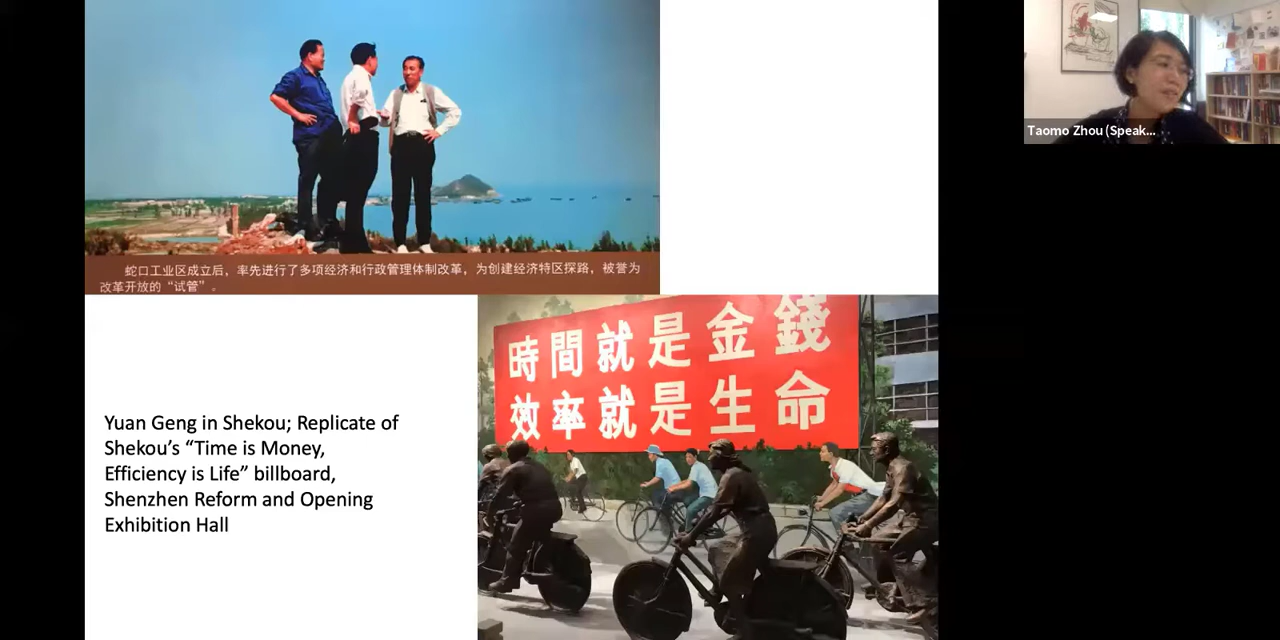 Taomo Zhou (Speak...
蛇口工业区成立后，率先进行了多项经济和行政管理体制改革，为创建经济特区探路，被誉为
改革开放的“试管”。
時間就是金錢
效率就是生命
Yuan Geng in Shekou; Replicate of
Shekou’s “Time is Money,
Efficiency is Life” billboard,
Shenzhen Reform and Opening
Exhibition Hall